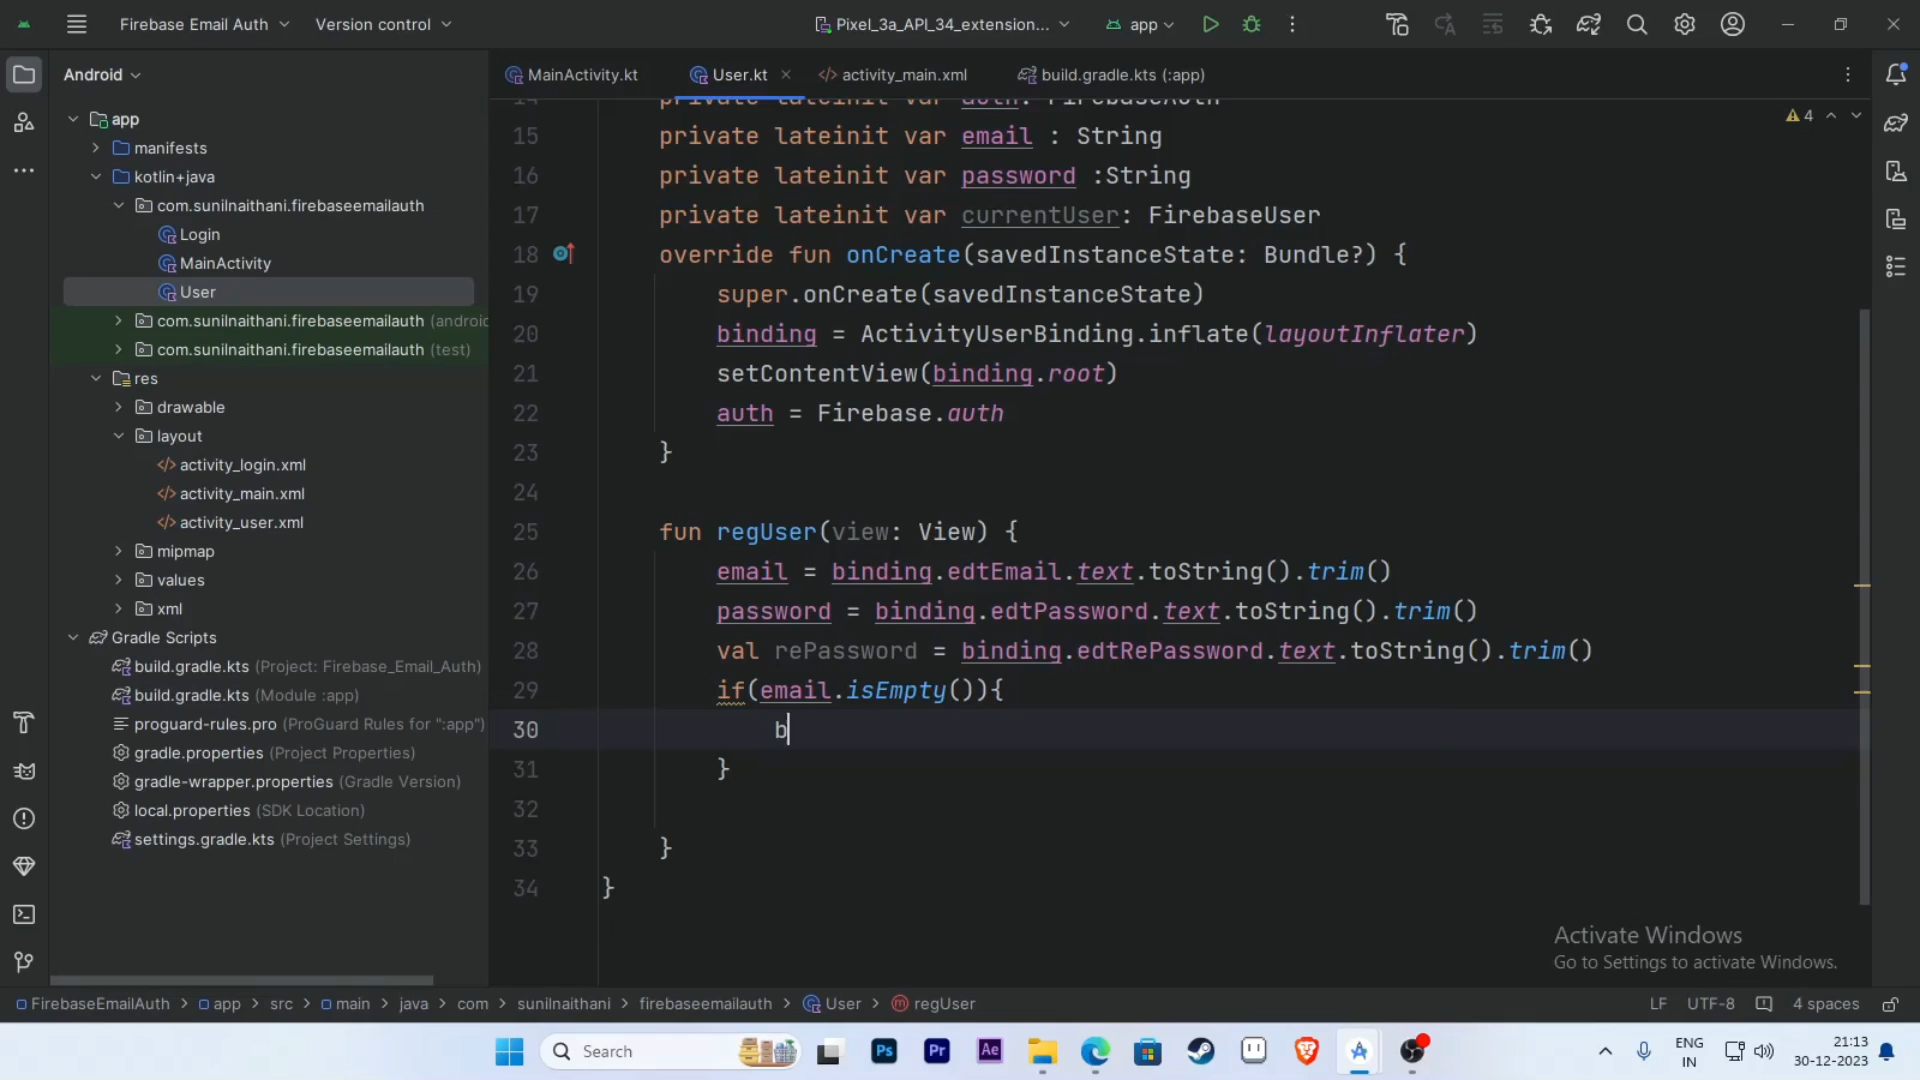 Firebase Email Auth Version control Pixel_3a_API_34_extension... app
Android
app
manifests
kotlin+java
com.sunilnaithani.firebaseemailauth
Login
MainActivity
User
com.sunilnaithani.firebaseemailauth (androi
com.sunilnaithani.firebaseemailauth (test)
res
drawable
layout
activity_login.xml
activity_main.xml
activity_user.xml
mipmap
values
xml
Gradle Scripts
build.gradle.kts (Project: Firebase_Email_Auth)
build.gradle.kts (Module :app)
proguard-rules.pro (ProGuard Rules for ":app")
gradle.properties (Project Properties)
gradle-wrapper.properties (Gradle Version)
local.properties (SDK Location)
settings.gradle.kts (Project Settings)
MainActivity.kt User.kt activity_main.xml build.gradle.kts (:app)
4
14 private lateinit var auth: FirebaseAuth
15 private lateinit var email : String
16 private lateinit var password :String
17 private lateinit var currentUser: FirebaseUser
18 override fun onCreate(savedInstanceState: Bundle?) {
19 super.onCreate(savedInstanceState)
20 binding = ActivityUserBinding.inflate(layoutInflater)
21 setContentView(binding.root)
22 auth = Firebase.auth
23 }
24
25 fun regUser(view: View) {
26 email = binding.edtEmail.text.toString().trim()
27 password = binding.edtPassword.text.toString().trim()
28 val rePassword = binding.edtRePassword.text.toString().trim()
29 if(email.isEmpty()){
30 b
31 }
32
33 }
34 }
Activate Windows
Go to Settings to activate Windows.
FirebaseEmailAuth app src main java com sunilnaithani firebaseemailauth User regUser LF UTF-8 4 spaces
Search Ps Pr Ae ENG 21:13
IN 30-12-2023